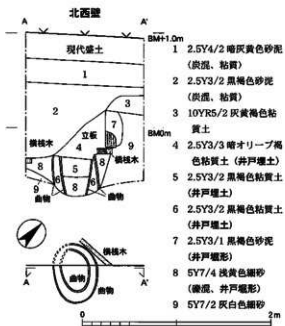 北西壁
A
A'
BM+1.0m
現代盛土
1
2
3
立板
7
4
BM0m
横桟木
9
8
5
8
6
6
9
8
曲物
曲物
横桟木
A
A'
曲物
曲物
0
2m
1 2.5Y4/2 暗灰黄色砂泥
(炭混、粘質)
2 2.5Y3/2 黒褐色砂泥
(炭混、粘質)
3 10YR5/2 灰黄褐色粘
質土
4 2.5Y3/3 暗オリーブ褐
色粘質土(井戸埋土)
5 2.5Y3/2 黒褐色粘質土
(井戸埋土)
6 2.5Y3/2 黒褐色粘質土
(井戸埋土)
7 2.5Y3/1 黒褐色砂泥
(井戸掘形)
8 5Y7/4 浅黄色細砂
(礫混、井戸掘形)
9 5Y7/2 灰白色細砂